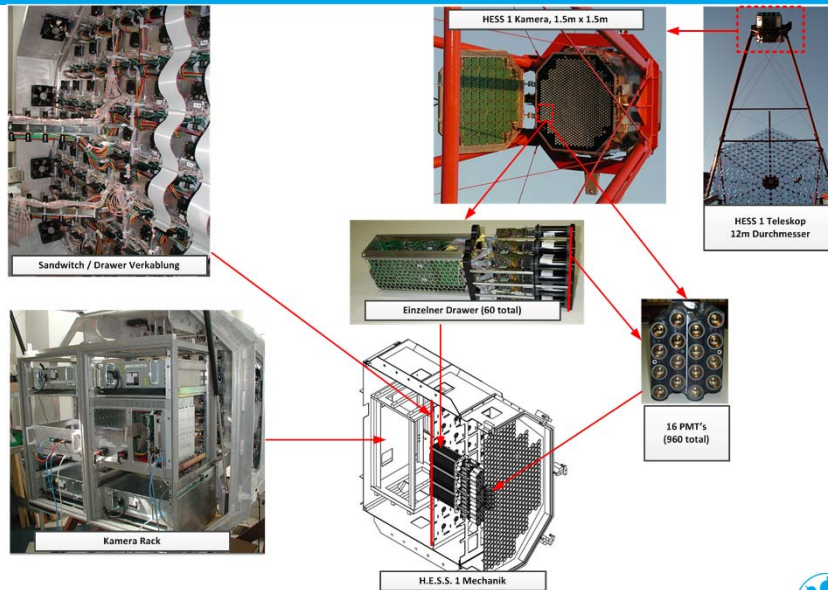 HESS 1 Kamera, 1.5m x 1.5m
HESS 1 Teleskop
12m Durchmesser
Sandwitch / Drawer Verkablung
Einzelner Drawer (60 total)
16 PMT's
(960 total)
Kamera Rack
H.E.S.S. 1 Mechanik